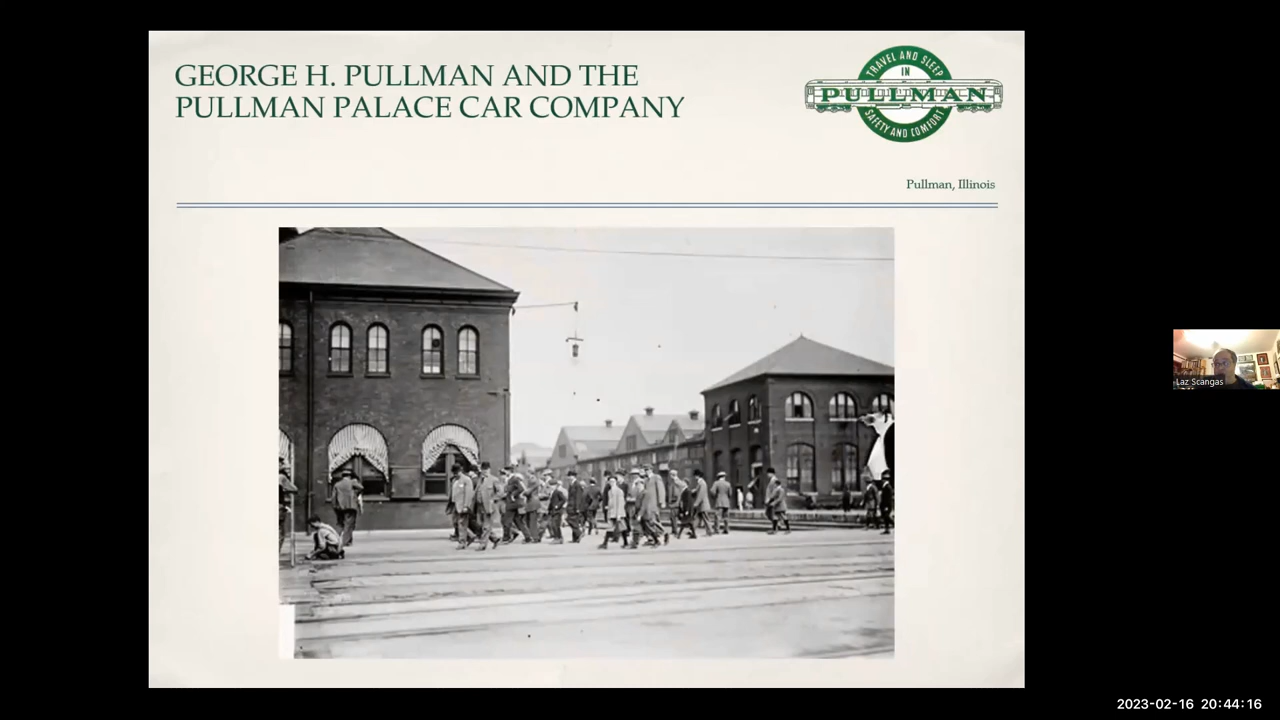 GEORGE H. PULLMAN AND THE
PULLMAN PALACE CAR COMPANY
TRAVEL AND SLEEP
IN
PULLMAN
SAFETY AND COMFORT
Pullman, Illinois
Laz Scangas
2023-02-16 20:44:16